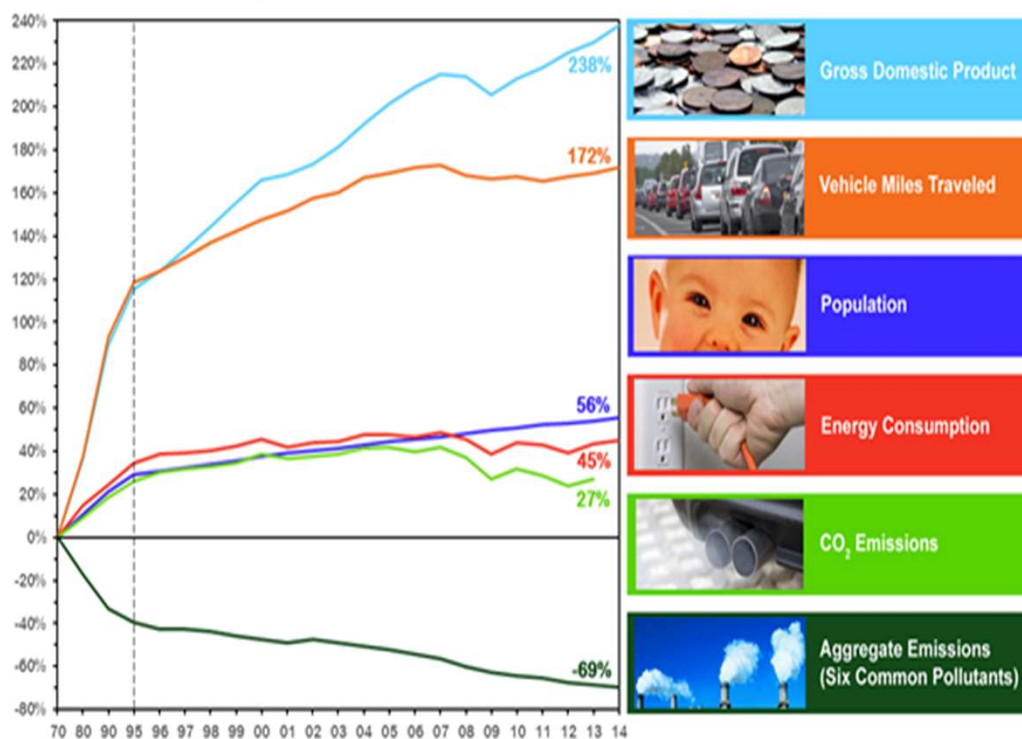 240%
220%
200%
180%
160%
140%
120%
100%
80%
60%
40%
20%
0%
-20%
-40%
-60%
-80%
238%
172%
56%
45%
27%
-69%
70 80 90 95 96 97 98 99 00 01 02 03 04 05 06 07 08 09 10 11 12 13 14
Gross Domestic Product
Vehicle Miles Traveled
Population
Energy Consumption
CO₂ Emissions
Aggregate Emissions
(Six Common Pollutants)